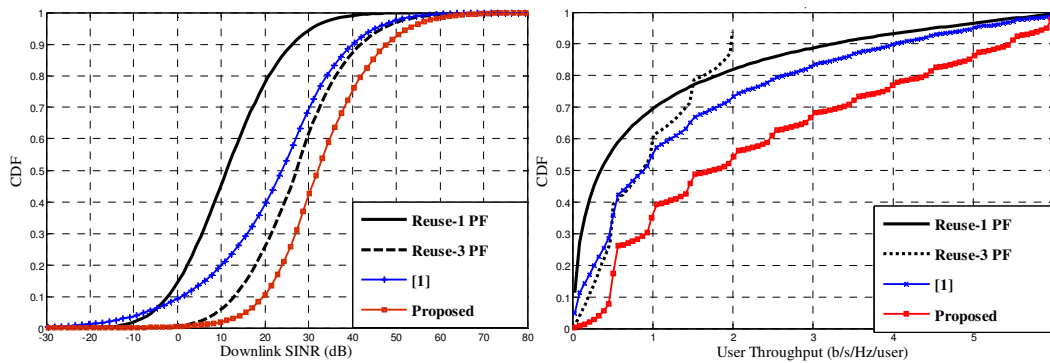 1
0.9
0.8
0.7
0.6
0.5
0.4
0.3
0.2
0.1
0
CDF
-30 -20 -10 0 10 20 30 40 50 60 70 80
Downlink SINR (dB)
Reuse-1 PF
Reuse-3 PF
[1]
Proposed
1
0.9
0.8
0.7
0.6
0.5
0.4
0.3
0.2
0.1
0
CDF
0 1 2 3 4 5
User Throughput (b/s/Hz/user)
Reuse-1 PF
Reuse-3 PF
[1]
Proposed